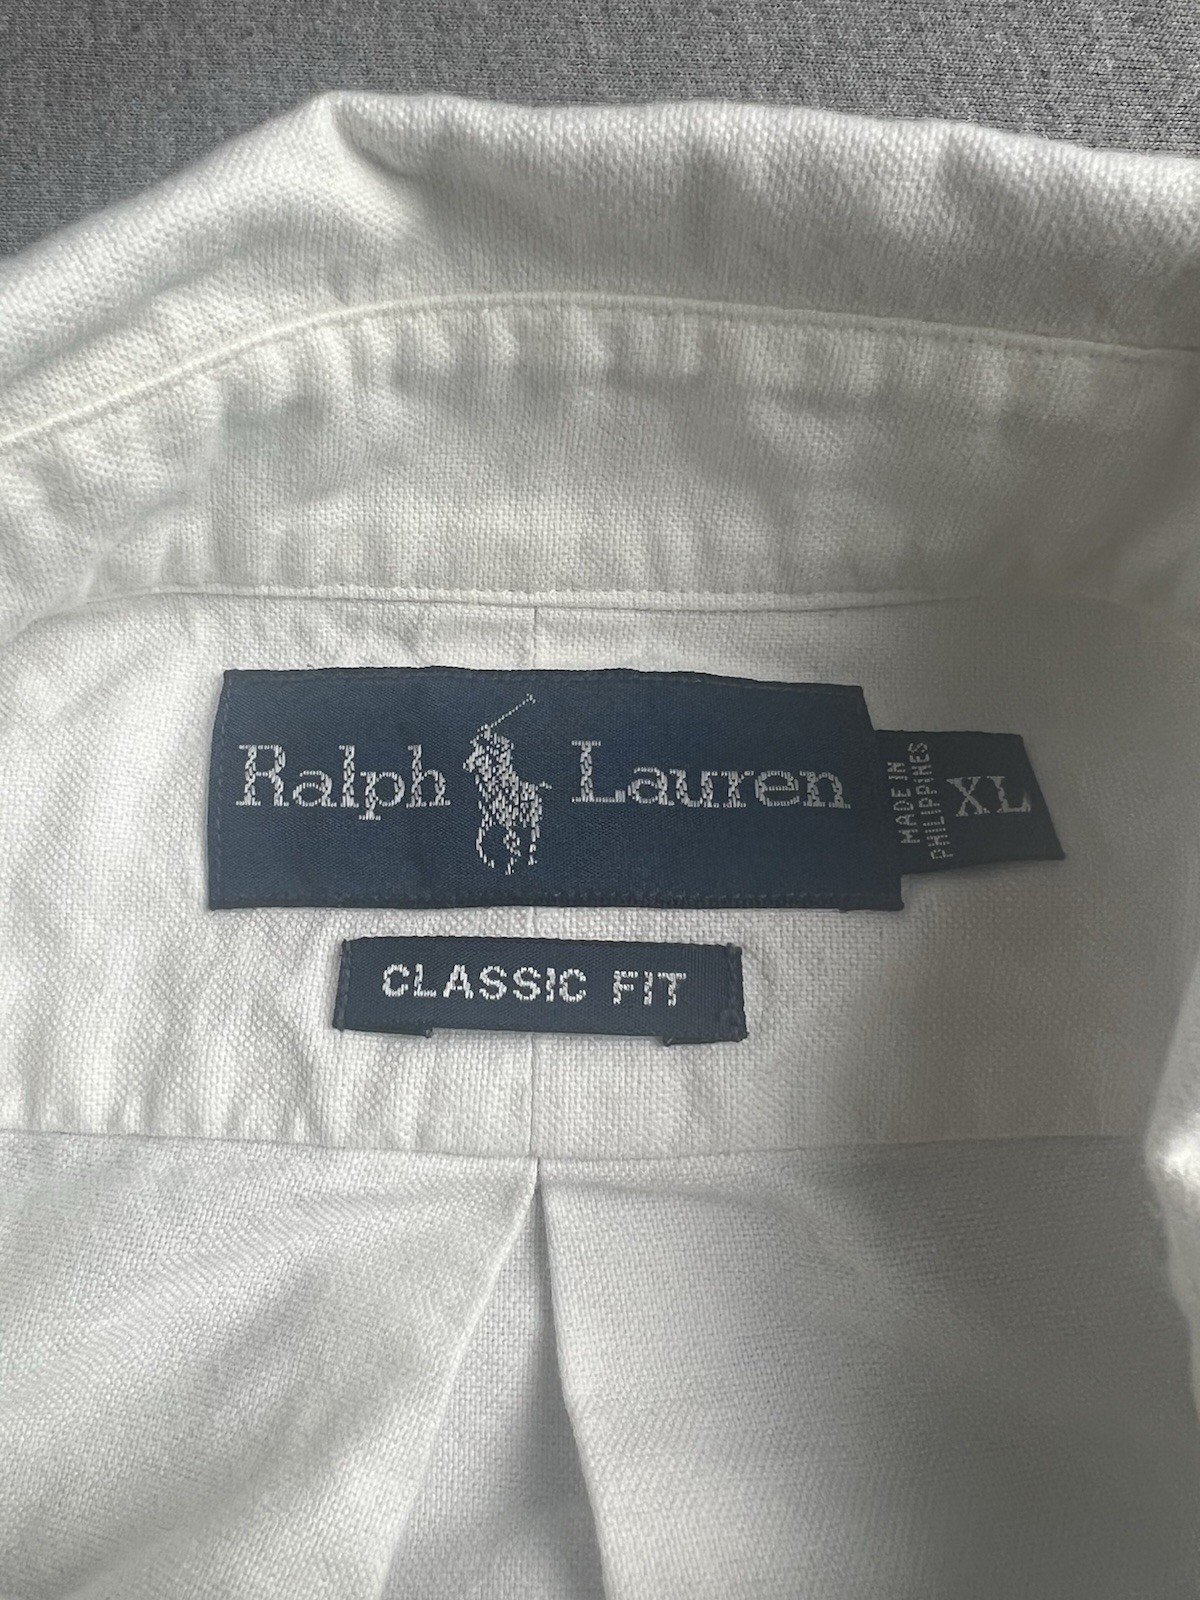 Ralph Lauren
MADE IN
PHILIPPINES
XL
CLASSIC FIT